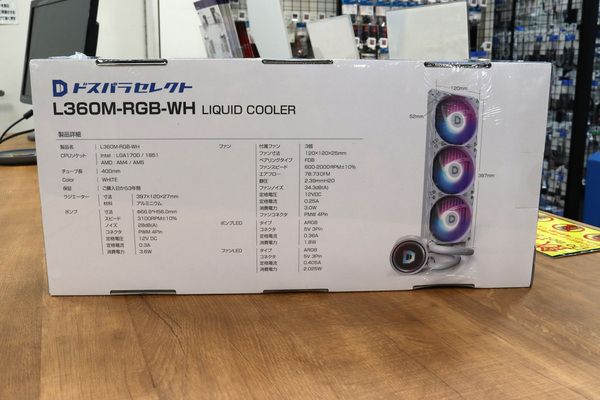 D ドスパラセレクト
L360M-RGB-WH LIQUID COOLER
製品詳細
製品名 L360M RGB-WH
CPUソケット Intel : LGA1700 / 1851
AMD : AM4 / AM5
チューブ長 400mm
Color WHITE
保証 ご購入日から3年間
ラジエーター 寸法 397×120×27mm
材料 アルミニウム
ポンプ 寸法 Φ66.9*H56.0mm
スピード 3100RPM±10%
ノイズ 29dB(A)
コネクタ PWM 4Pin
定格電圧 12V DC
定格電流 0.3A
消費電力 3.6W
ファン 付属ファン 3個
ファン寸法 120×120×25mm
ベアリングタイプ FDB
ファン速度 600-2000RPM±10%
エアフロー 78.73CFM
静圧 2.39mmH2O
ファンノイズ 34.3dB(A)
定格電圧 12VDC
定格電流 0.25A
消費電力 3.0W
ファンコネクタ PMW 4Pin
ポンプLED タイプ ARGB
コネクタ 5V 3Pin
定格電流 0.36A
消費電力 1.8W
ファンLED タイプ ARGB
コネクタ 5V 3Pin
定格電流 0.405A
消費電力 2.025W
120mm
52mm
397mm
D
D
D
D